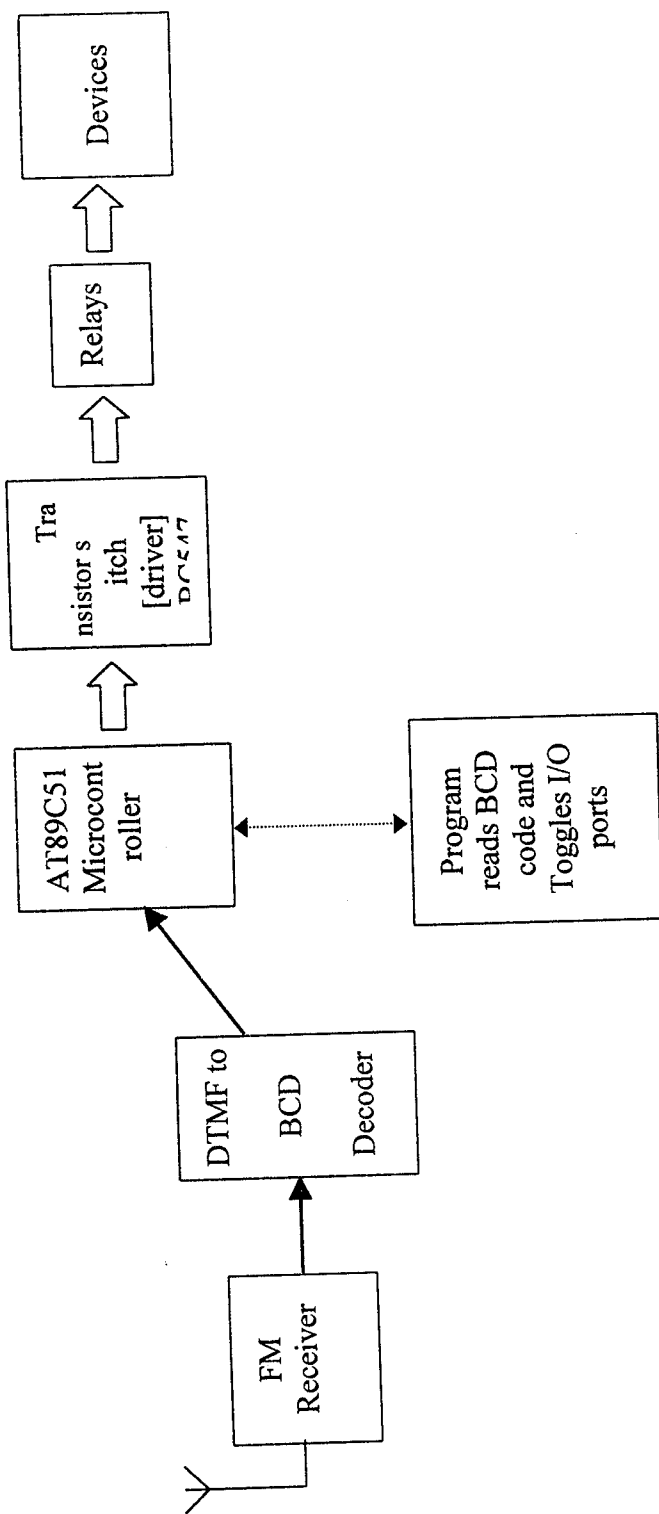 FM
Receiver
DTMF to
BCD
Decoder
AT89C51
Microcont
roller
Program
reads BCD
code and
Toggles I/O
ports
Tra
nsistor s
itch
[driver]
Relays
Devices